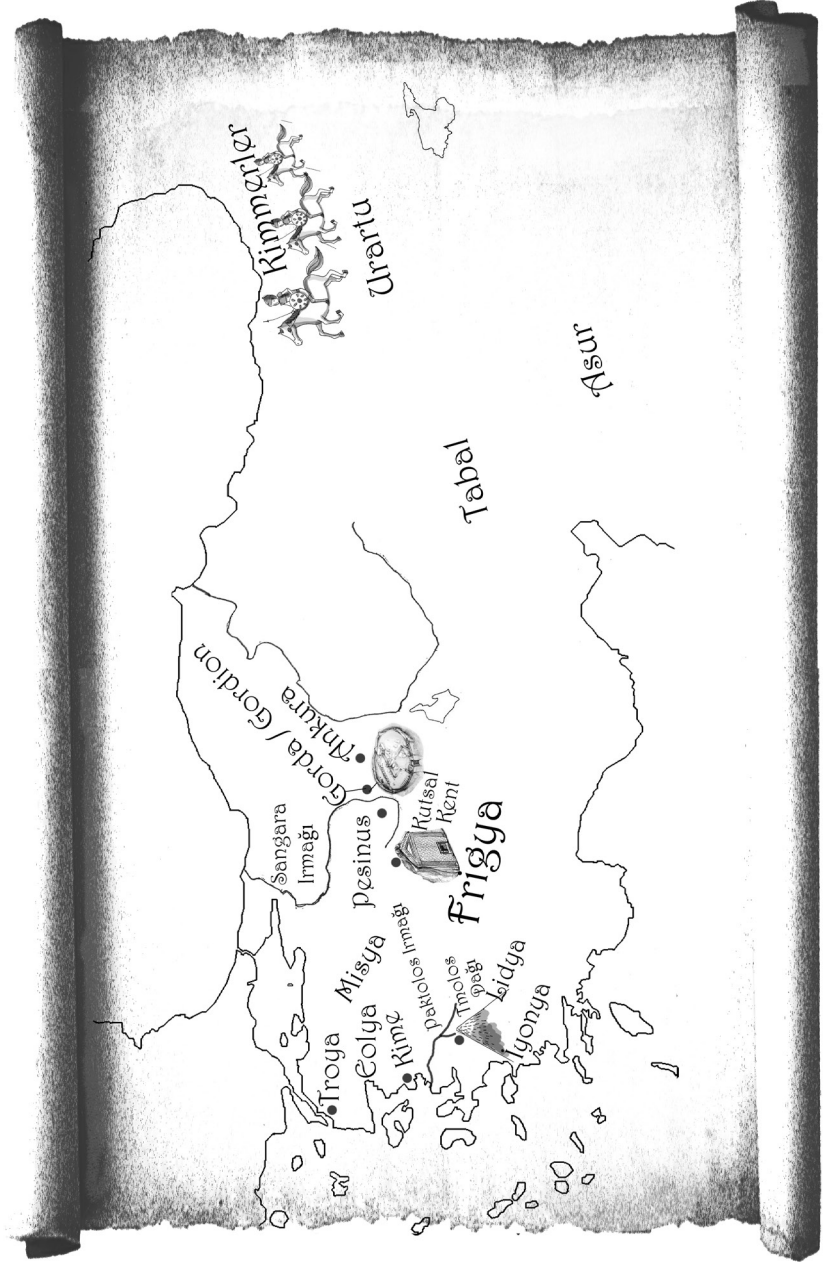 Kimmerler
Urartu
Asur
Tabal
Gorda / Gordion
Ankura
Sangara
Irmağı
Pesinus
Kutsal
Kent
Frigya
Misya
Paktolos Irmağı
Tmolos
Dağı
Lidya
İyonya
Troya
Eolya
Kime